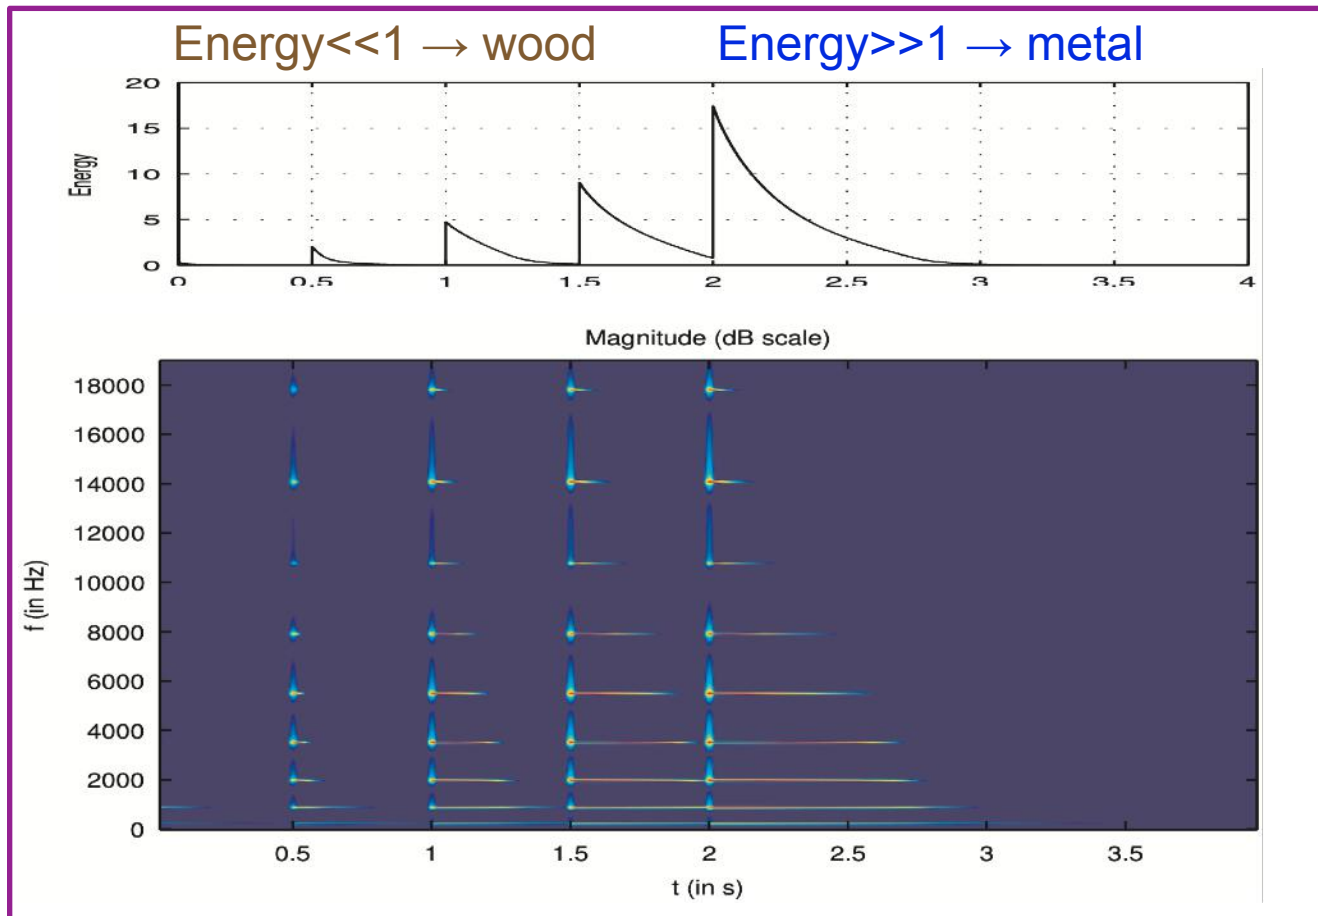 Energy<<1 → wood Energy>>1 → metal
20
15
10
5
0
Energy
0 0.5 1 1.5 2 2.5 3 3.5 4
Magnitude (dB scale)
18000
16000
14000
12000
10000
8000
6000
4000
2000
0
f (in Hz)
0.5 1 1.5 2 2.5 3 3.5
t (in s)